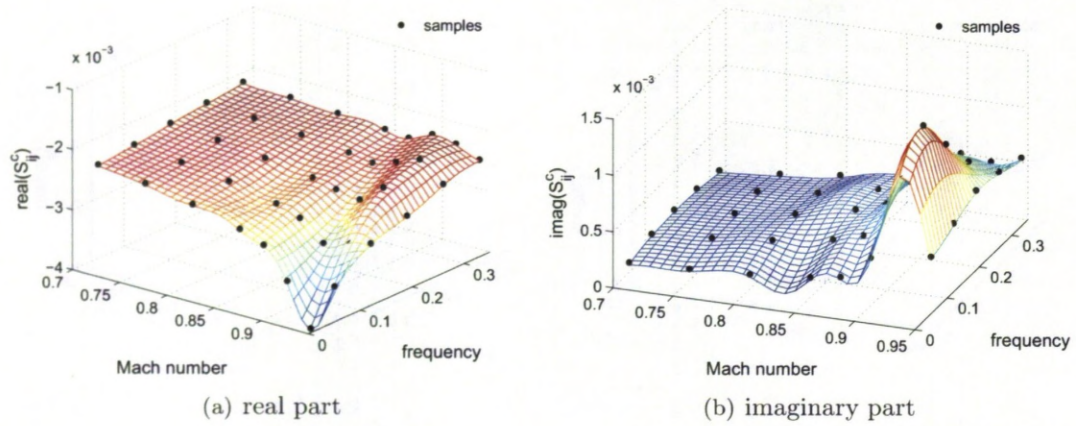 samples
x 10⁻³
-1
-2
-3
-4
real(Sᶜij)
0.7
0.75
0.8
0.85
0.9
0
0.1
0.2
0.3
Mach number
frequency
(a) real part
samples
x 10⁻³
1.5
1
0.5
0
imag(Sᶜij)
0.7
0.75
0.8
0.85
0.9
0.95
0
0.1
0.2
0.3
Mach number
frequency
(b) imaginary part